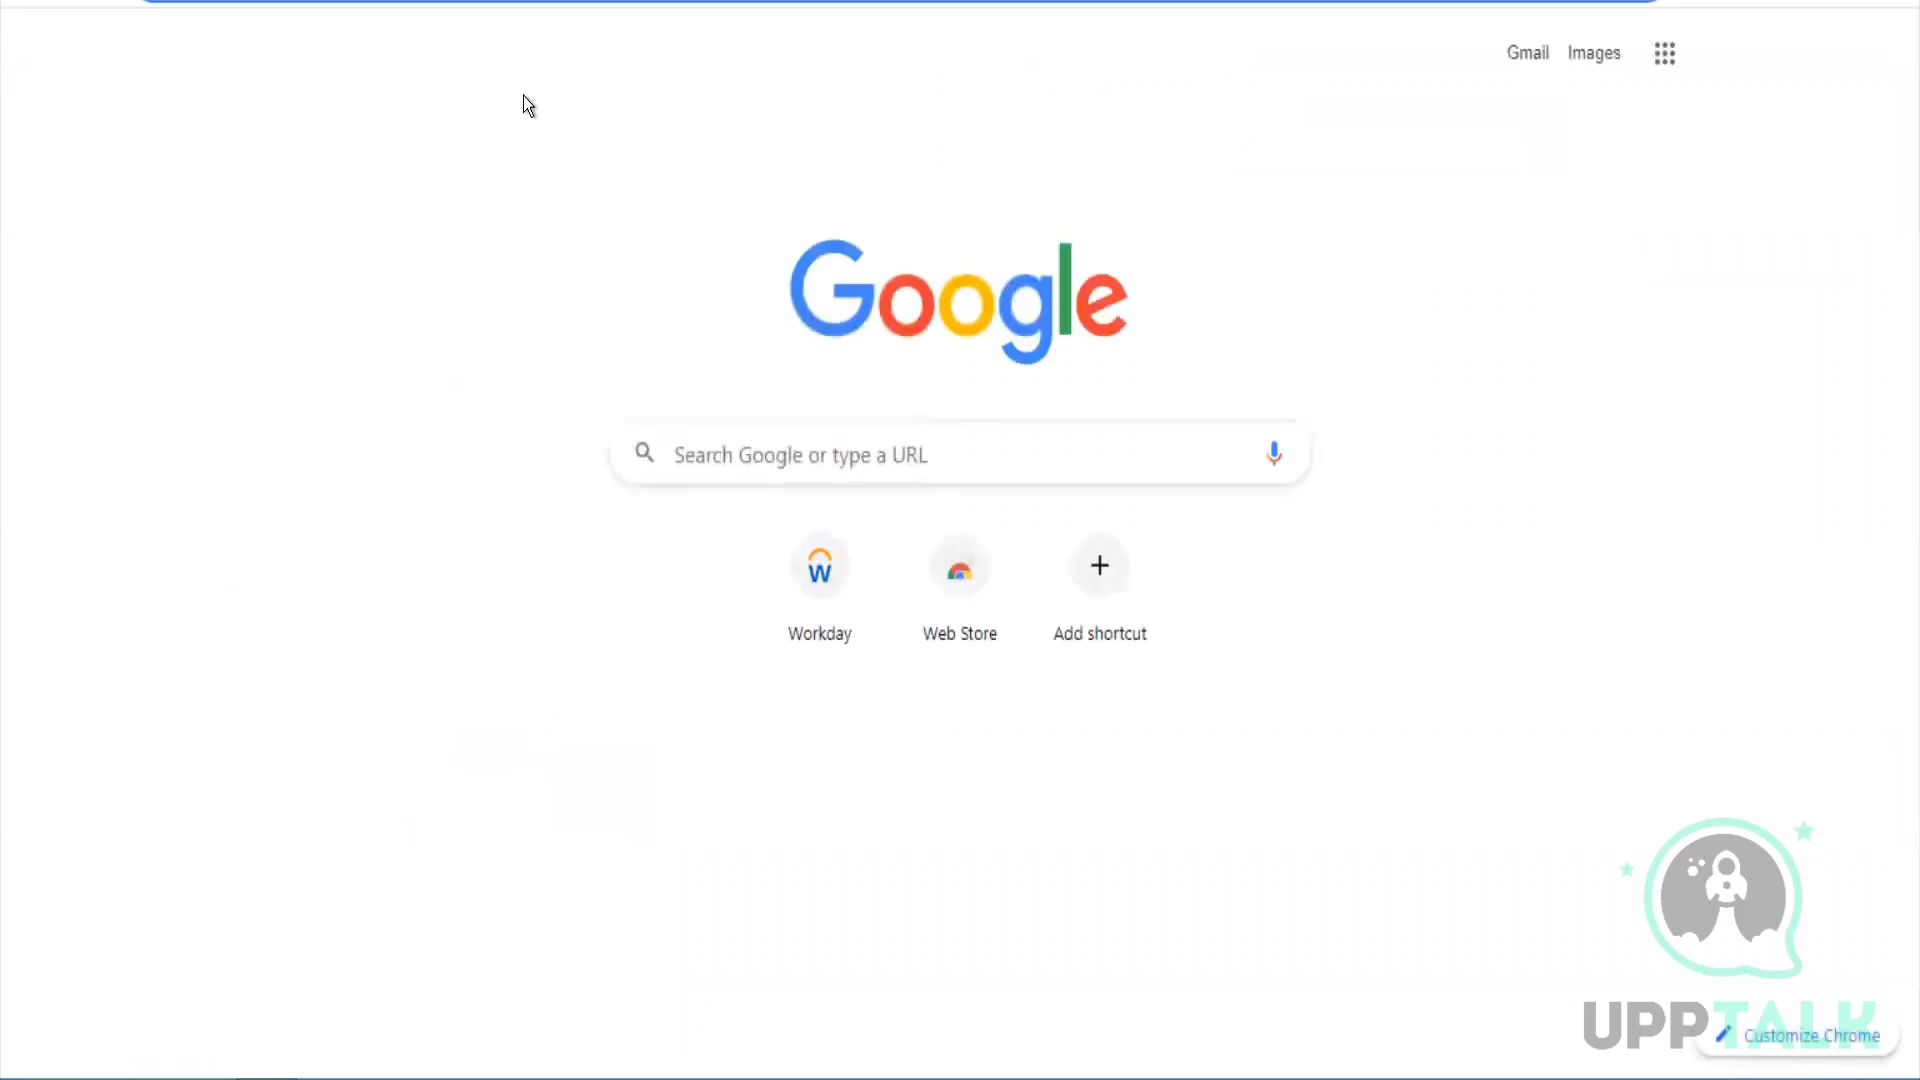 Gmail Images
Google
Search Google or type a URL
Workday Web Store Add shortcut
UPPTALK
Customize Chrome